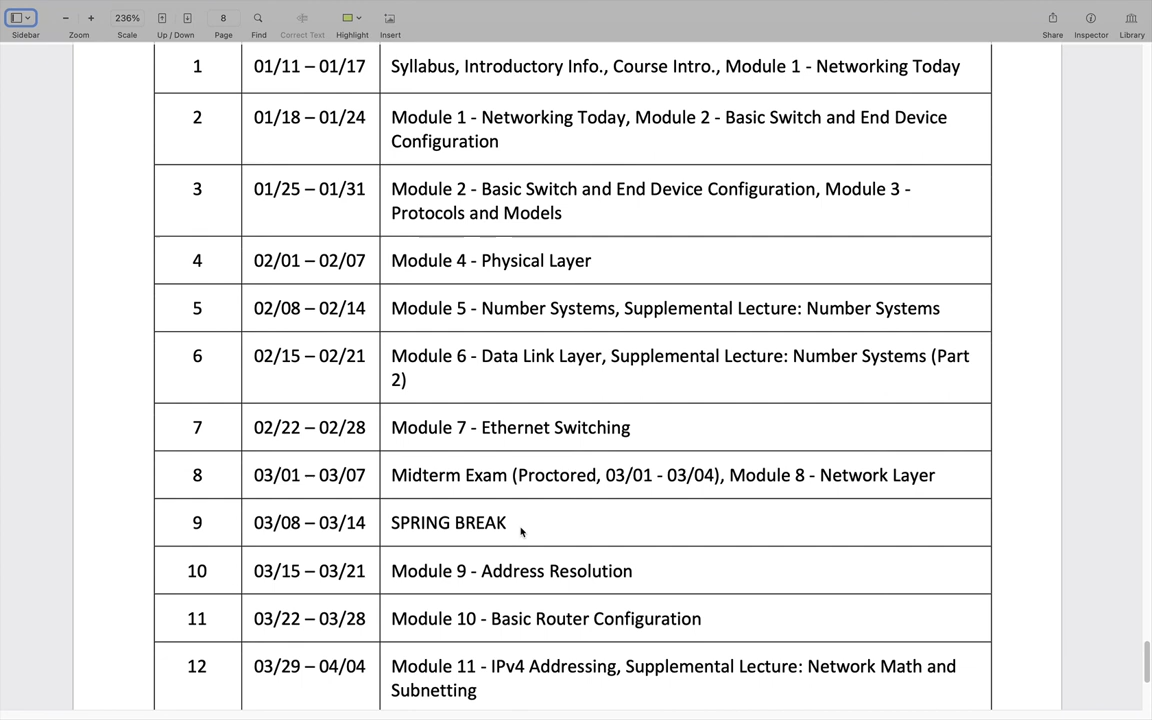 236%
8
Sidebar
Zoom
Scale
Up / Down
Page
Find
Correct Text
Highlight
Insert
Share
Inspector
Library
1 01/11 – 01/17 Syllabus, Introductory Info., Course Intro., Module 1 - Networking Today
2 01/18 – 01/24 Module 1 - Networking Today, Module 2 - Basic Switch and End Device
Configuration
3 01/25 – 01/31 Module 2 - Basic Switch and End Device Configuration, Module 3 -
Protocols and Models
4 02/01 – 02/07 Module 4 - Physical Layer
5 02/08 – 02/14 Module 5 - Number Systems, Supplemental Lecture: Number Systems
6 02/15 – 02/21 Module 6 - Data Link Layer, Supplemental Lecture: Number Systems (Part
2)
7 02/22 – 02/28 Module 7 - Ethernet Switching
8 03/01 – 03/07 Midterm Exam (Proctored, 03/01 - 03/04), Module 8 - Network Layer
9 03/08 – 03/14 SPRING BREAK
10 03/15 – 03/21 Module 9 - Address Resolution
11 03/22 – 03/28 Module 10 - Basic Router Configuration
12 03/29 – 04/04 Module 11 - IPv4 Addressing, Supplemental Lecture: Network Math and
Subnetting